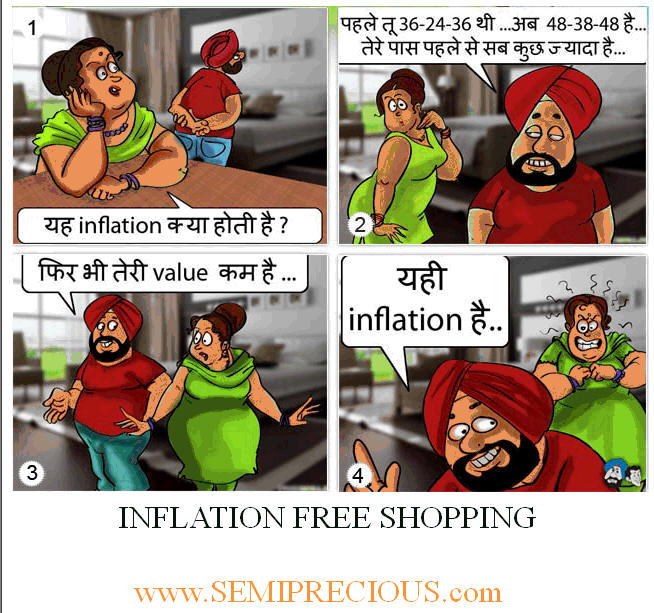 1
यह inflation क्या होती है ?
पहले तू 36-24-36 थी ...अब 48-38-48 है...
तेरे पास पहले से सब कुछ ज्यादा है...
2
फिर भी तेरी value कम है ...
3
यही
inflation है..
4
INFLATION FREE SHOPPING
www.SEMIPRECIOUS.com